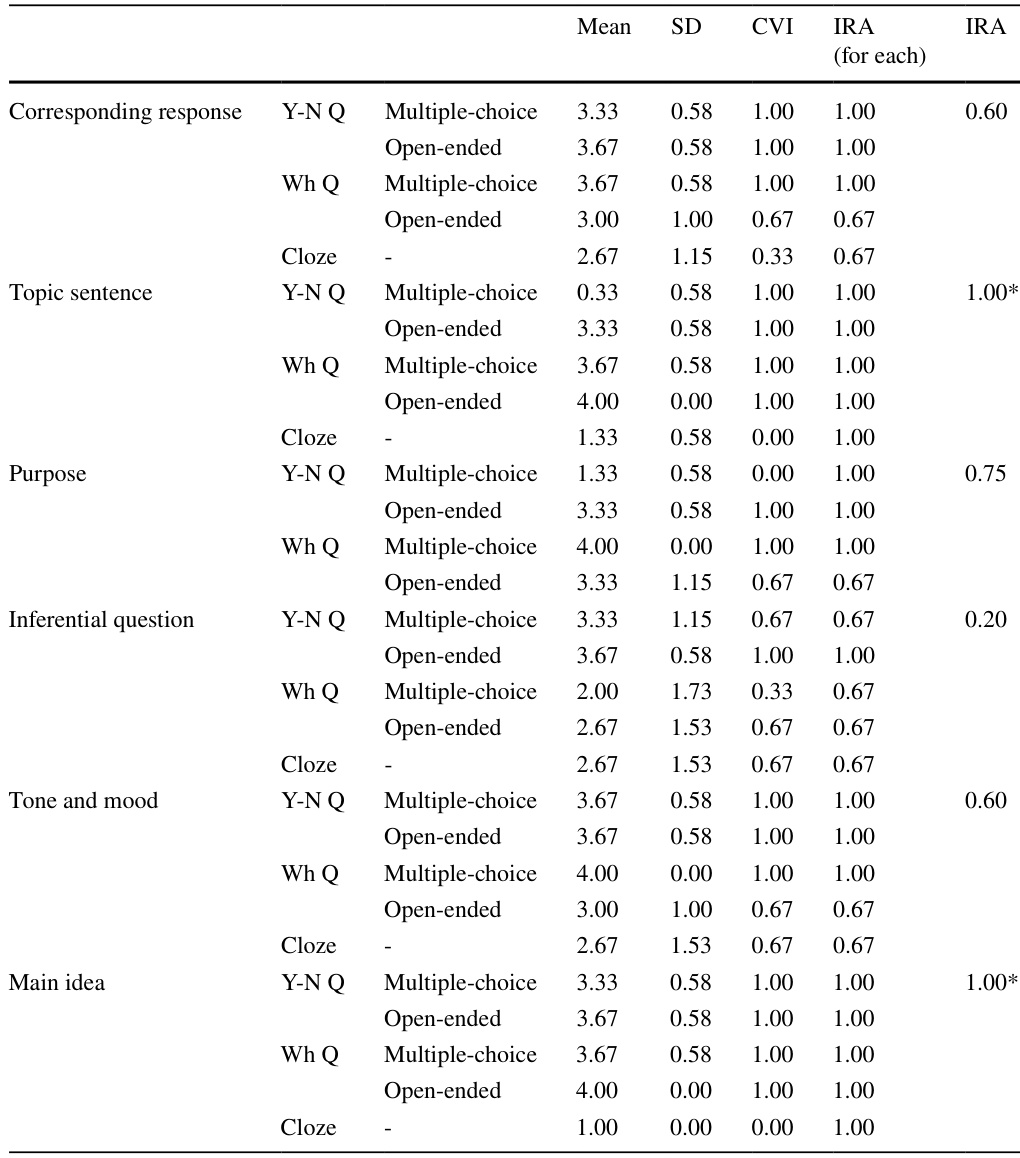 Mean SD CVI IRA IRA
(for each)
Corresponding response Y-N Q Multiple-choice 3.33 0.58 1.00 1.00 0.60
Open-ended 3.67 0.58 1.00 1.00
Wh Q Multiple-choice 3.67 0.58 1.00 1.00
Open-ended 3.00 1.00 0.67 0.67
Cloze - 2.67 1.15 0.33 0.67
Topic sentence Y-N Q Multiple-choice 0.33 0.58 1.00 1.00 1.00*
Open-ended 3.33 0.58 1.00 1.00
Wh Q Multiple-choice 3.67 0.58 1.00 1.00
Open-ended 4.00 0.00 1.00 1.00
Cloze - 1.33 0.58 0.00 1.00
Purpose Y-N Q Multiple-choice 1.33 0.58 0.00 1.00 0.75
Open-ended 3.33 0.58 1.00 1.00
Wh Q Multiple-choice 4.00 0.00 1.00 1.00
Open-ended 3.33 1.15 0.67 0.67
Inferential question Y-N Q Multiple-choice 3.33 1.15 0.67 0.67 0.20
Open-ended 3.67 0.58 1.00 1.00
Wh Q Multiple-choice 2.00 1.73 0.33 0.67
Open-ended 2.67 1.53 0.67 0.67
Cloze - 2.67 1.53 0.67 0.67
Tone and mood Y-N Q Multiple-choice 3.67 0.58 1.00 1.00 0.60
Open-ended 3.67 0.58 1.00 1.00
Wh Q Multiple-choice 4.00 0.00 1.00 1.00
Open-ended 3.00 1.00 0.67 0.67
Cloze - 2.67 1.53 0.67 0.67
Main idea Y-N Q Multiple-choice 3.33 0.58 1.00 1.00 1.00*
Open-ended 3.67 0.58 1.00 1.00
Wh Q Multiple-choice 3.67 0.58 1.00 1.00
Open-ended 4.00 0.00 1.00 1.00
Cloze - 1.00 0.00 0.00 1.00